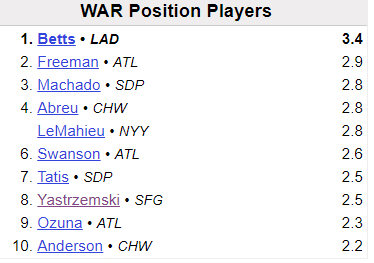 WAR Position Players
1. Betts • LAD 3.4
2. Freeman • ATL 2.9
3. Machado • SDP 2.8
4. Abreu • CHW 2.8
LeMahieu • NYY 2.8
6. Swanson • ATL 2.6
7. Tatis • SDP 2.5
8. Yastrzemski • SFG 2.5
9. Ozuna • ATL 2.3
10. Anderson • CHW 2.2